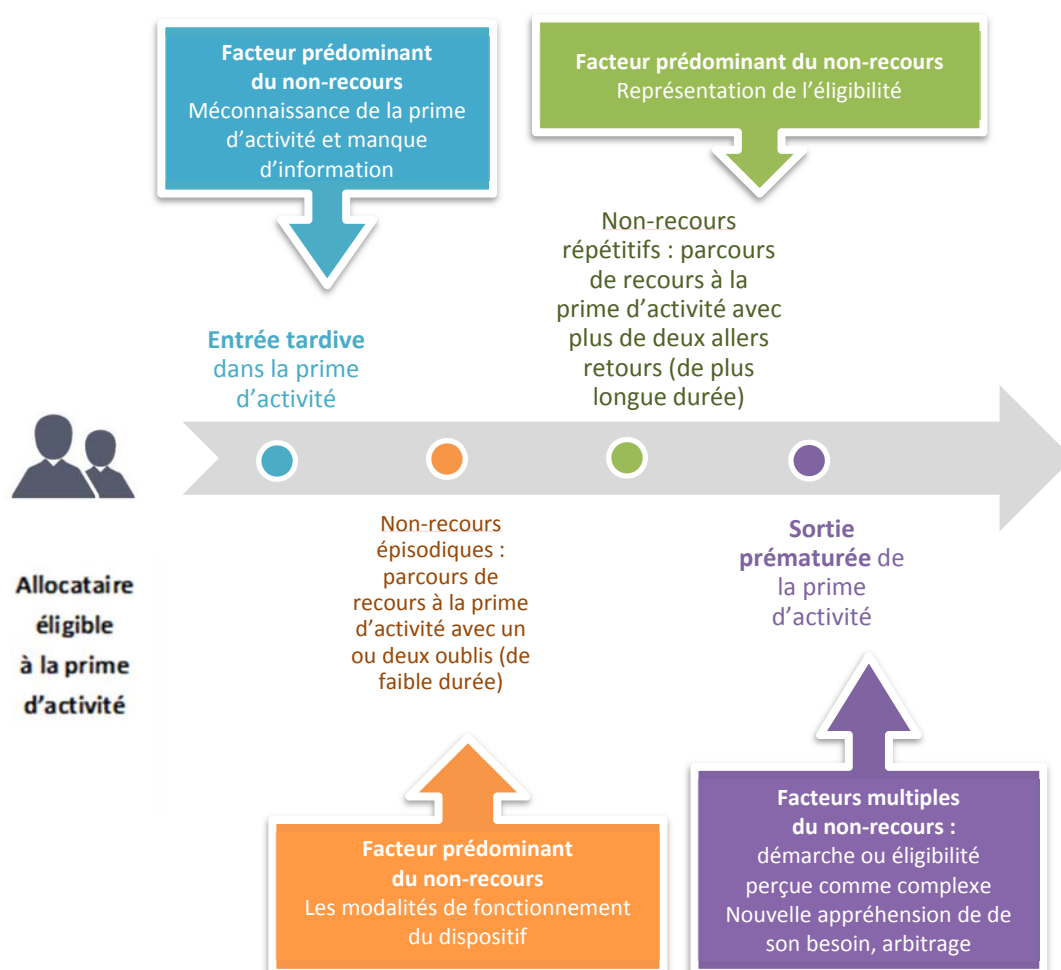 Facteur prédominant
du non-recours
Méconnaissance de la prime
d'activité et manque
d'information
Facteur prédominant du non-recours
Représentation de l'éligibilité
Entrée tardive
dans la prime
d'activité
Non-recours
répétitifs : parcours
de recours à la
prime d'activité avec
plus de deux allers
retours (de plus
longue durée)
Allocataire
éligible
à la prime
d'activité
Non-recours
épisodiques :
parcours de
recours à la prime
d'activité avec un
ou deux oublis (de
faible durée)
Sortie
prématurée de
la prime
d'activité
Facteur prédominant
du non-recours
Les modalités de fonctionnement
du dispositif
Facteurs multiples
du non-recours :
démarche ou éligibilité
perçue comme complexe
Nouvelle appréhension de de
son besoin, arbitrage